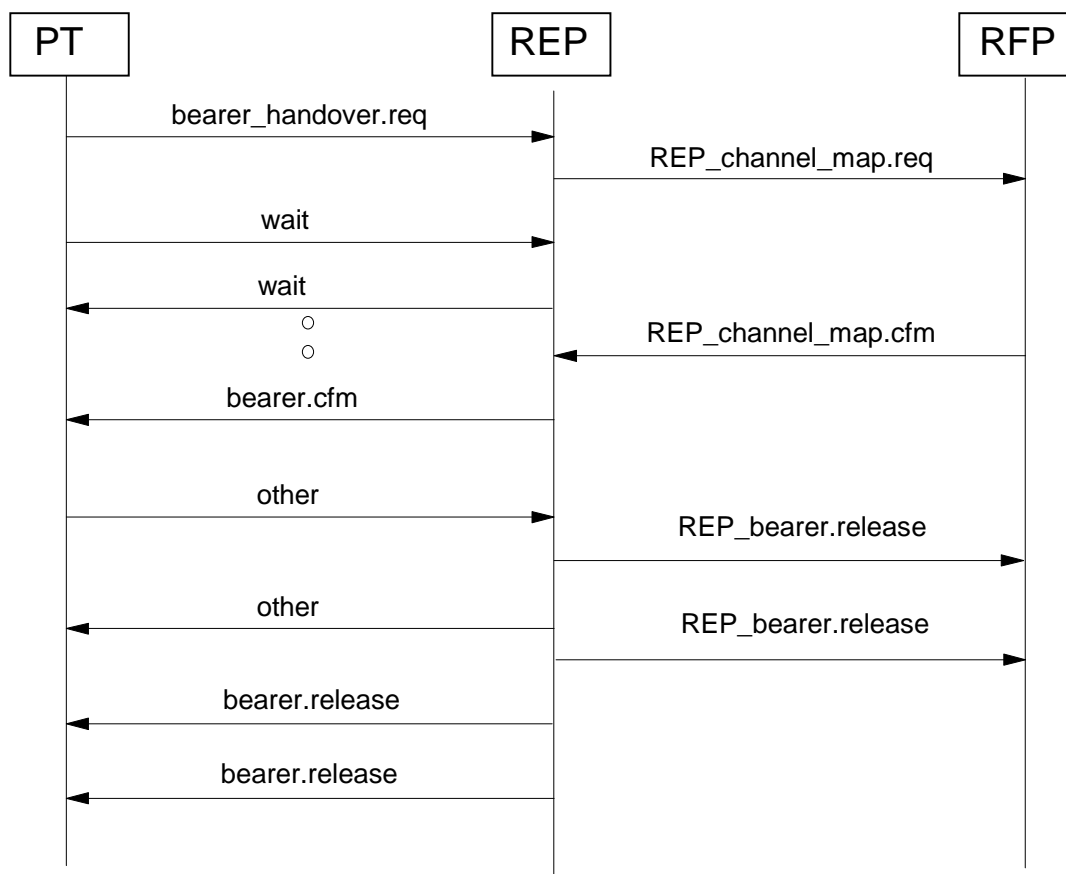 PT
REP
RFP
bearer_handover.req
REP_channel_map.req
wait
wait
REP_channel_map.cfm
bearer.cfm
other
REP_bearer.release
other
REP_bearer.release
bearer.release
bearer.release